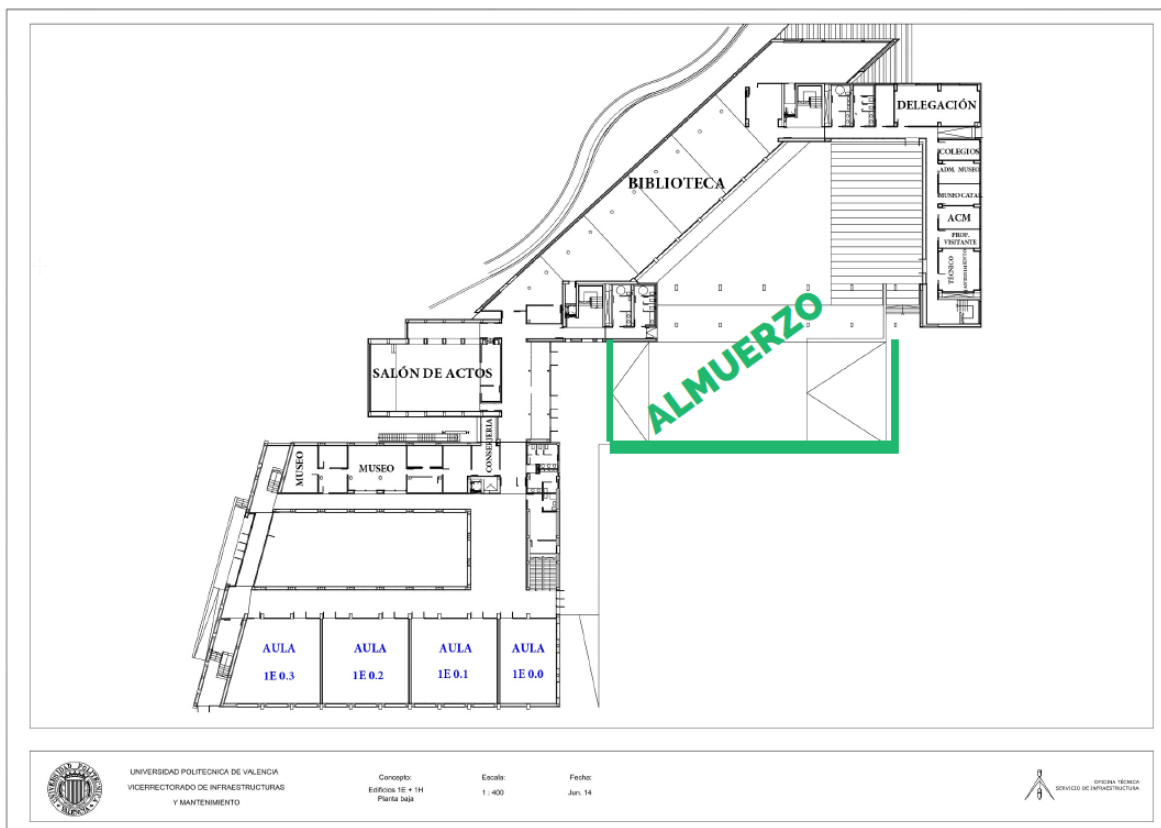 DELEGACIÓN
COLEGIOS
ADM. MUSEO
BIBLIOTECA
MUSEO CATAL
ACM
PROF.
VISITANTE
TÉCNICO
MANTENIMIENTO
ALMUERZO
SALÓN DE ACTOS
CONSERJERIA
MUSEO
MUSEO
AULA
1E 0.3
AULA
1E 0.2
AULA
1E 0.1
AULA
1E 0.0
UNIVERSIDAD POLITECNICA DE VALENCIA
VICERRECTORADO DE INFRAESTRUCTURAS
Y MANTENIMIENTO
Concepto:
Edificios 1E + 1H
Planta baja
Escala:
1 : 400
Fecha:
Jun. 14
OFICINA TÉCNICA
SERVICIO DE INFRAESTRUCTURA